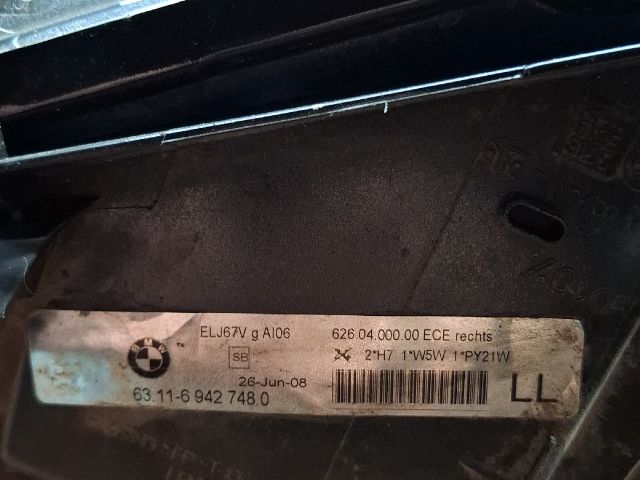 ELJ67V g AI06 626.04.000.00 ECE rechts
BMW SB 2*H7 1*W5W 1*PY21W
26-Jun-08
63.11-6 942 748.0 LL